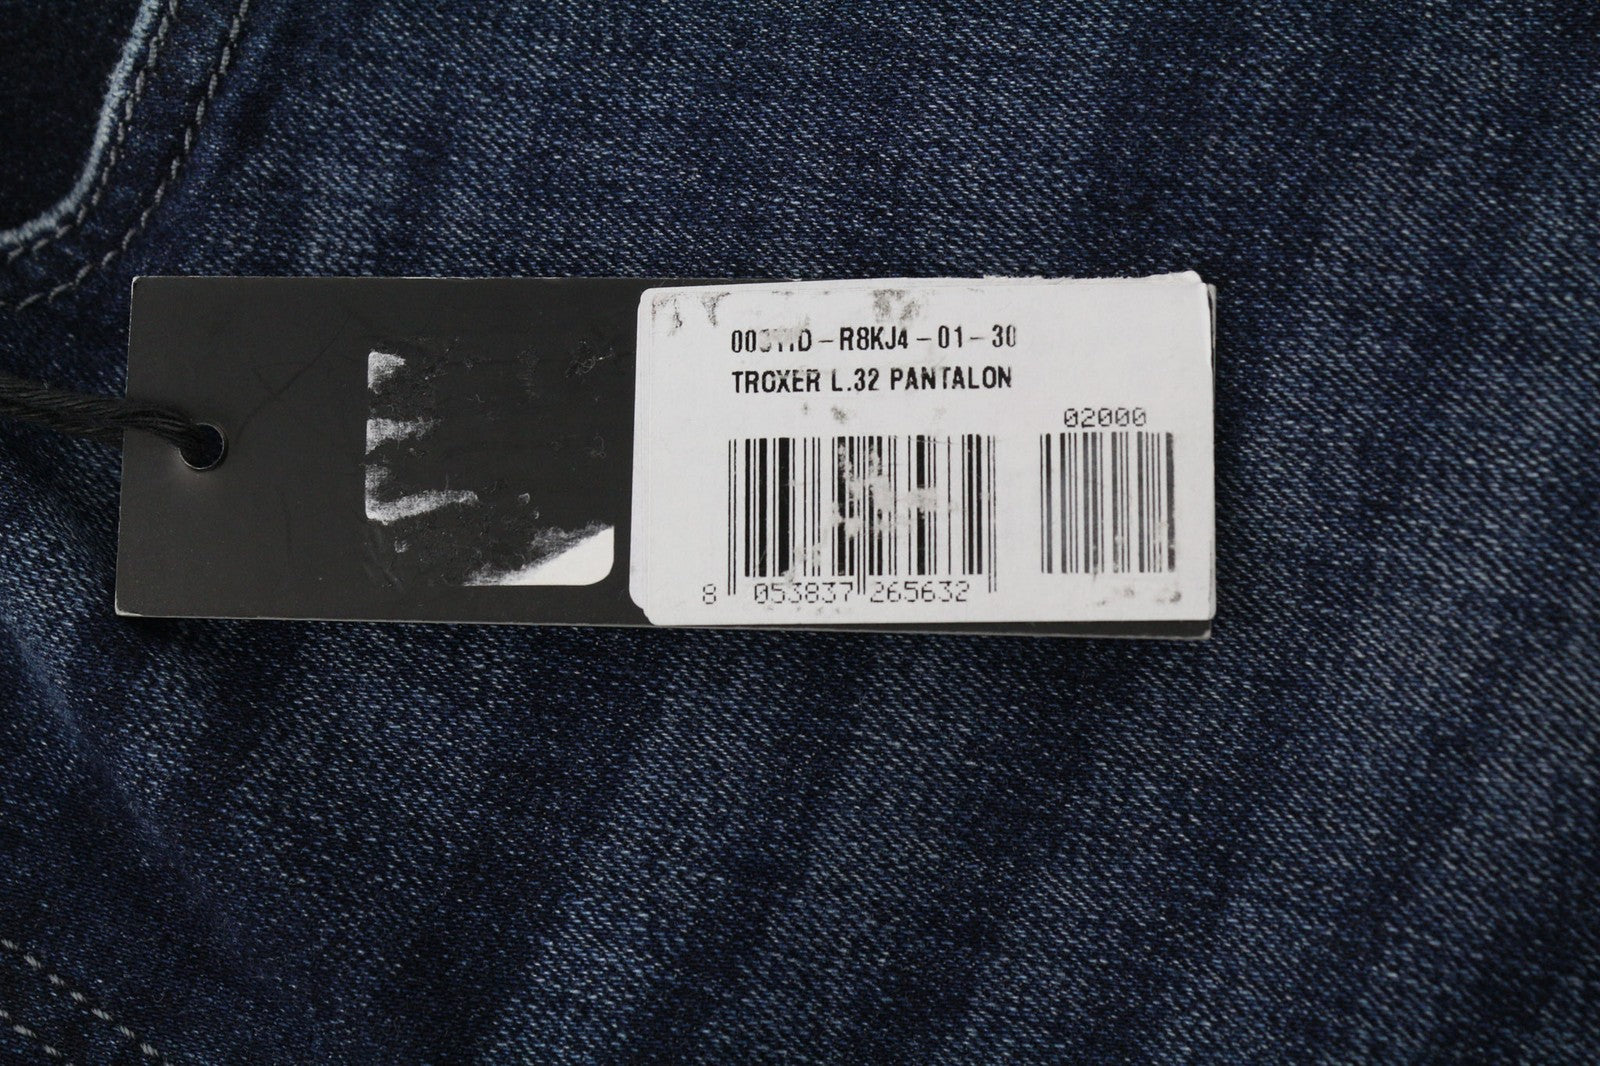 R8KJ4-01-30
TROXER L.32 PANTALON
02000
8 053837 265632